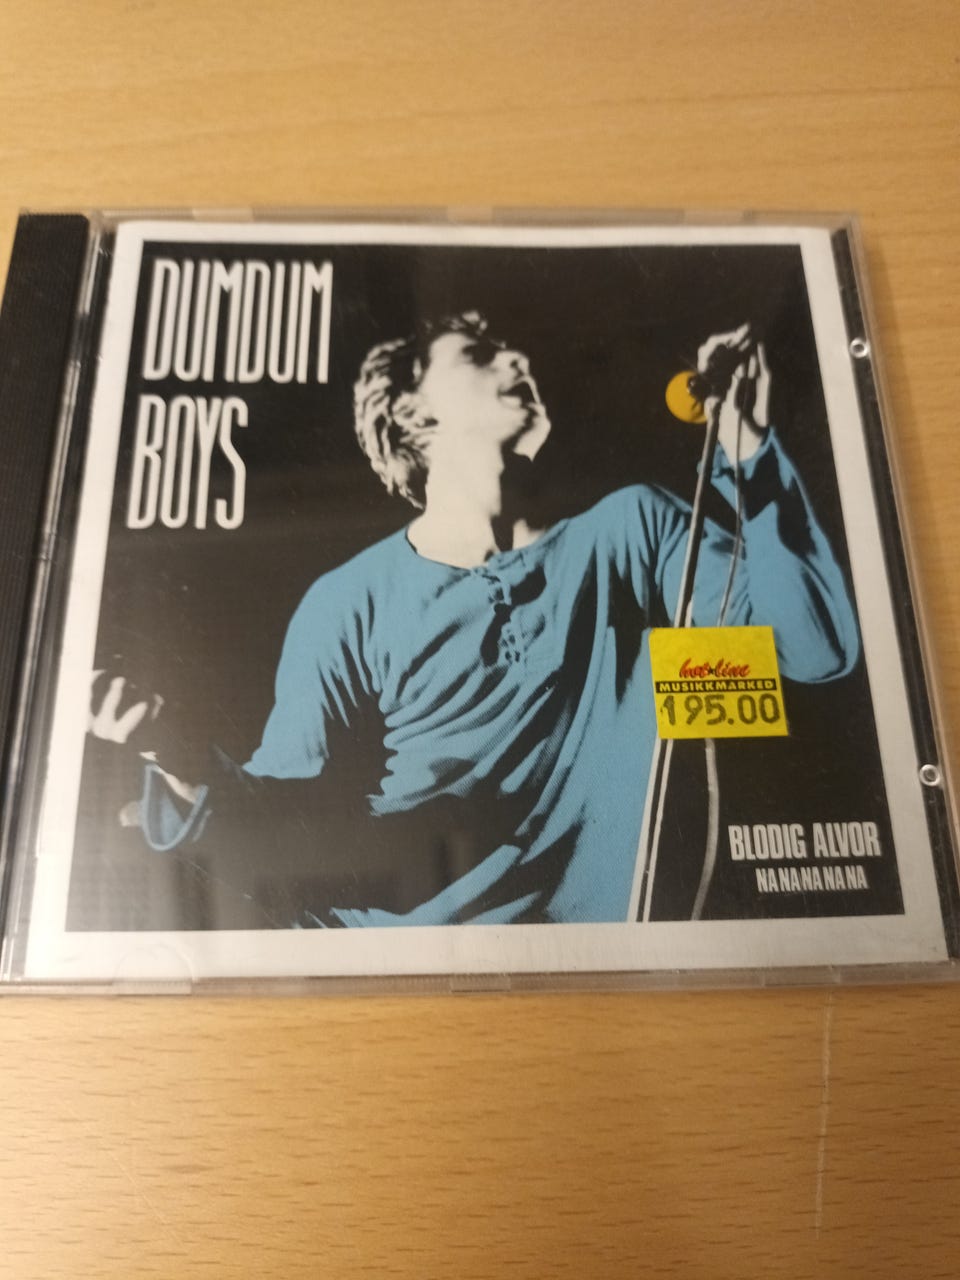 DUMDUM
BOYS
hot-line
MUSIKKMARKED
195.00
BLODIG ALVOR
NA NA NA NA NA